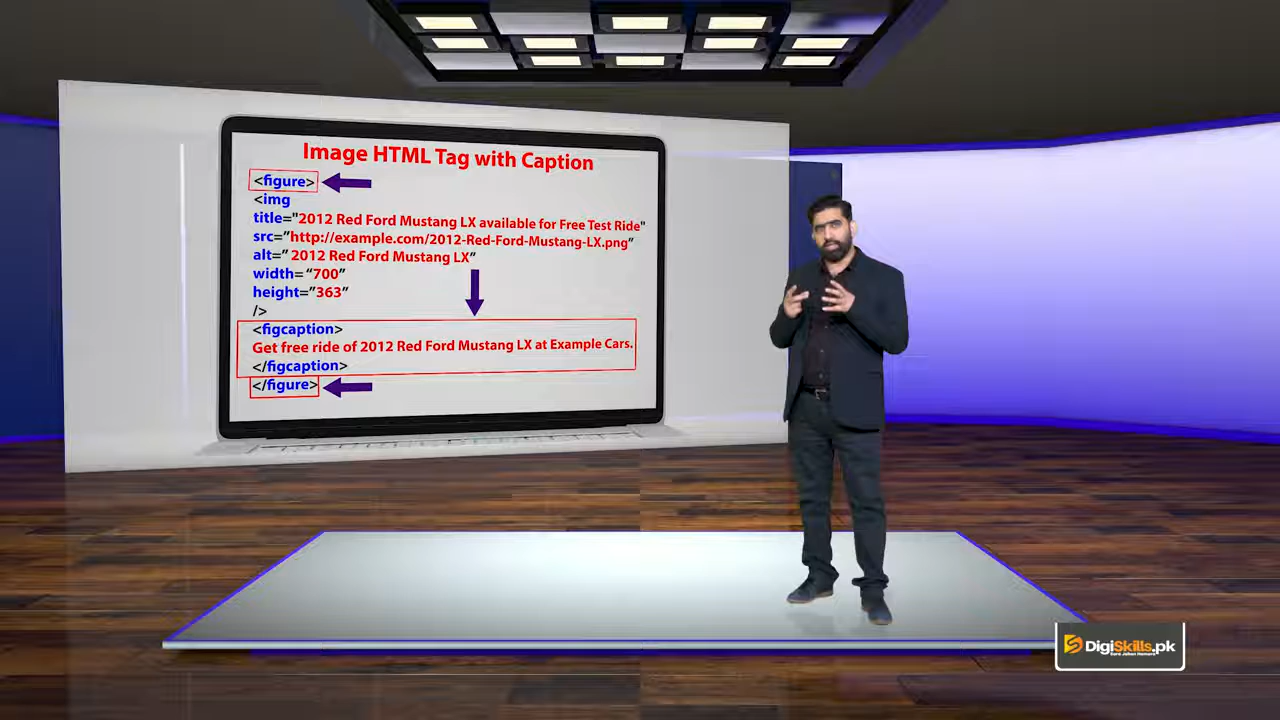 Image HTML Tag with Caption
<figure>
<img
title="2012 Red Ford Mustang LX available for Free Test Ride"
src="http://example.com/2012-Red-Ford-Mustang-LX.png"
alt=" 2012 Red Ford Mustang LX"
width="700"
height="363"
/>
<figcaption>
Get free ride of 2012 Red Ford Mustang LX at Example Cars.
</figcaption>
</figure>
DigiSkills.pk